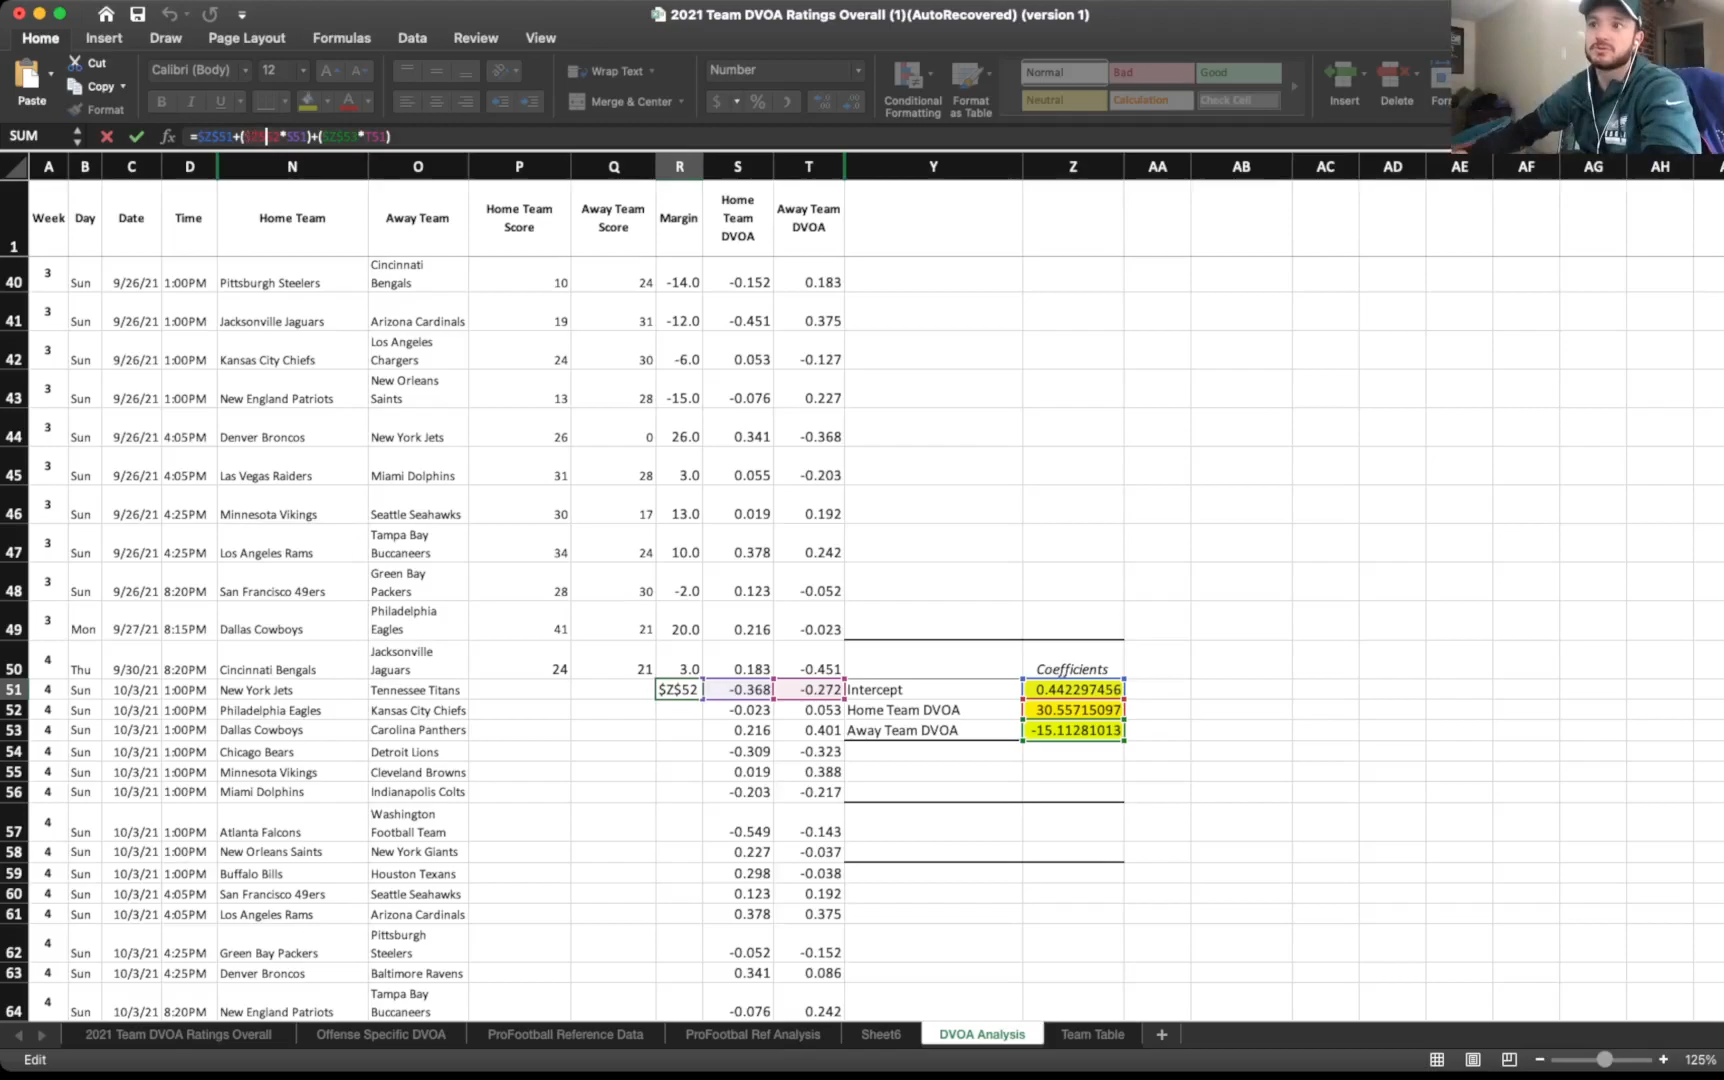 2021 Team DVOA Ratings Overall (1)(AutoRecovered) (version 1)
Home Insert Draw Page Layout Formulas Data Review View
Paste Cut Copy Format
Calibri (Body) 12 A A
B I U A
Wrap Text
Merge & Center
Number
$ %
Conditional Formatting
Format as Table
Normal Bad Good
Neutral Calculation Check Cell
Insert Delete
SUM fx =$Z$51+($Z$52*S51)+($Z$53*T51)
A B C D N O P Q R S T Y Z AA AB AC AD AE AF AG AH
1 Week Day Date Time Home Team Away Team Home Team Score Away Team Score Margin Home Team DVOA Away Team DVOA
40 3 Sun 9/26/21 1:00PM Pittsburgh Steelers Cincinnati Bengals 10 24 -14.0 -0.152 0.183
41 3 Sun 9/26/21 1:00PM Jacksonville Jaguars Arizona Cardinals 19 31 -12.0 -0.451 0.375
42 3 Sun 9/26/21 1:00PM Kansas City Chiefs Los Angeles Chargers 24 30 -6.0 0.053 -0.127
43 3 Sun 9/26/21 1:00PM New England Patriots New Orleans Saints 13 28 -15.0 -0.076 0.227
44 3 Sun 9/26/21 4:05PM Denver Broncos New York Jets 26 0 26.0 0.341 -0.368
45 3 Sun 9/26/21 4:05PM Las Vegas Raiders Miami Dolphins 31 28 3.0 0.055 -0.203
46 3 Sun 9/26/21 4:25PM Minnesota Vikings Seattle Seahawks 30 17 13.0 0.019 0.192
47 3 Sun 9/26/21 4:25PM Los Angeles Rams Tampa Bay Buccaneers 34 24 10.0 0.378 0.242
48 3 Sun 9/26/21 8:20PM San Francisco 49ers Green Bay Packers 28 30 -2.0 0.123 -0.052
49 3 Mon 9/27/21 8:15PM Dallas Cowboys Philadelphia Eagles 41 21 20.0 0.216 -0.023
50 4 Thu 9/30/21 8:20PM Cincinnati Bengals Jacksonville Jaguars 24 21 3.0 0.183 -0.451 Coefficients
51 4 Sun 10/3/21 1:00PM New York Jets Tennessee Titans $Z$52 -0.368 -0.272 Intercept 0.442297456
52 4 Sun 10/3/21 1:00PM Philadelphia Eagles Kansas City Chiefs -0.023 0.053 Home Team DVOA 30.55715097
53 4 Sun 10/3/21 1:00PM Dallas Cowboys Carolina Panthers 0.216 0.401 Away Team DVOA -15.11281013
54 4 Sun 10/3/21 1:00PM Chicago Bears Detroit Lions -0.309 -0.323
55 4 Sun 10/3/21 1:00PM Minnesota Vikings Cleveland Browns 0.019 0.388
56 4 Sun 10/3/21 1:00PM Miami Dolphins Indianapolis Colts -0.203 -0.217
57 4 Sun 10/3/21 1:00PM Atlanta Falcons Washington Football Team -0.549 -0.143
58 4 Sun 10/3/21 1:00PM New Orleans Saints New York Giants 0.227 -0.037
59 4 Sun 10/3/21 1:00PM Buffalo Bills Houston Texans 0.298 -0.038
60 4 Sun 10/3/21 4:05PM San Francisco 49ers Seattle Seahawks 0.123 0.192
61 4 Sun 10/3/21 4:05PM Los Angeles Rams Arizona Cardinals 0.378 0.375
62 4 Sun 10/3/21 4:25PM Green Bay Packers Pittsburgh Steelers -0.052 -0.152
63 4 Sun 10/3/21 4:25PM Denver Broncos Baltimore Ravens 0.341 0.086
64 4 Sun 10/3/21 8:20PM New England Patriots Tampa Bay Buccaneers -0.076 0.242
2021 Team DVOA Ratings Overall Offense Specific DVOA ProFootball Reference Data ProFootbal Ref Analysis Sheet6 DVOA Analysis Team Table +
Edit 125%